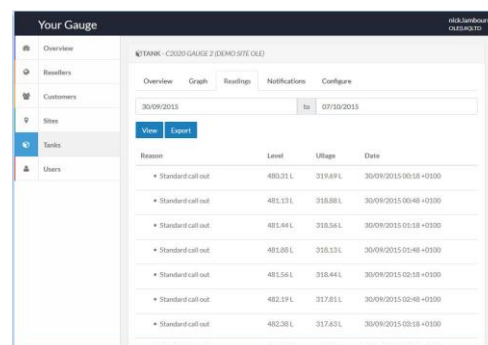 Your Gauge
nick.lambourn
Overview
Resellers
Customers
Sites
Tanks
Users
TANK - C2020 GAUGE 2 (DEMO SITE OLE)
Overview Graph Readings Notifications Configure
30/09/2015 to 07/10/2015
View Export
Reason Level Ullage Date
• Standard call out 480.31 L 319.69 L 30/09/2015 00:18 +0100
• Standard call out 481.13 L 318.88 L 30/09/2015 00:48 +0100
• Standard call out 481.44 L 318.56 L 30/09/2015 01:18 +0100
• Standard call out 481.88 L 318.13 L 30/09/2015 01:48 +0100
• Standard call out 481.56 L 318.44 L 30/09/2015 02:18 +0100
• Standard call out 482.19 L 317.81 L 30/09/2015 02:48 +0100
• Standard call out 482.38 L 317.63 L 30/09/2015 03:18 +0100